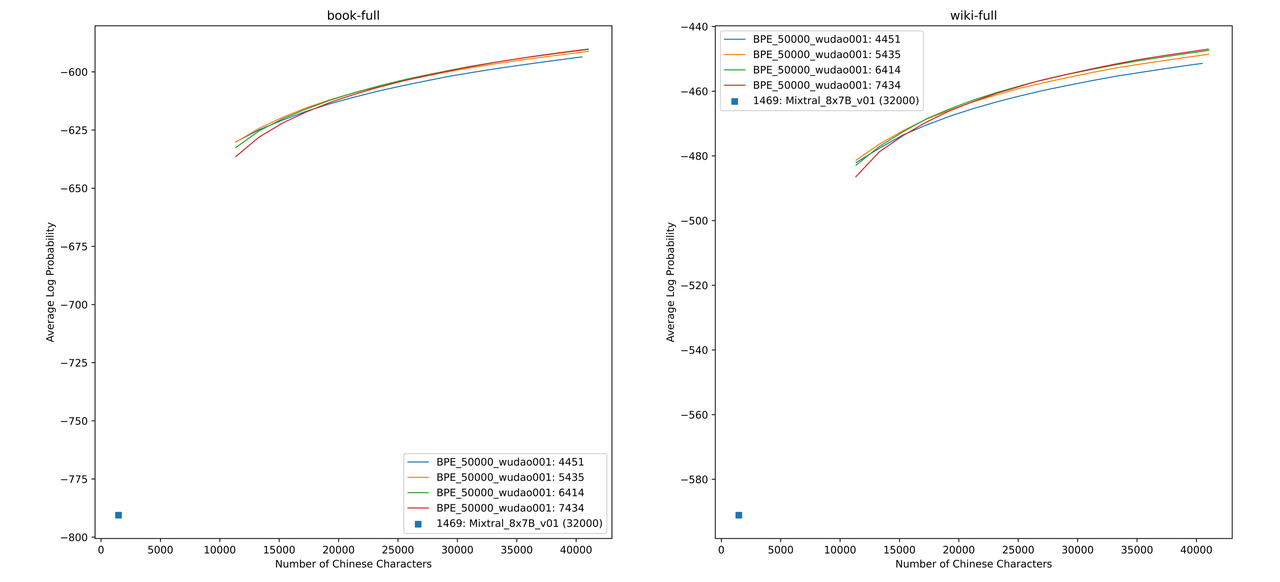 book-full
−600
−625
−650
−675
−700
−725
−750
−775
−800
Average Log Probability
0 5000 10000 15000 20000 25000 30000 35000 40000
Number of Chinese Characters
BPE_50000_wudao001: 4451
BPE_50000_wudao001: 5435
BPE_50000_wudao001: 6414
BPE_50000_wudao001: 7434
1469: Mixtral_8x7B_v01 (32000)
wiki-full
−440
−460
−480
−500
−520
−540
−560
−580
Average Log Probability
0 5000 10000 15000 20000 25000 30000 35000 40000
Number of Chinese Characters
BPE_50000_wudao001: 4451
BPE_50000_wudao001: 5435
BPE_50000_wudao001: 6414
BPE_50000_wudao001: 7434
1469: Mixtral_8x7B_v01 (32000)